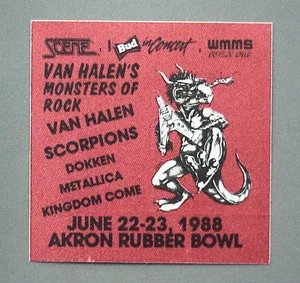 SCENE, Bud in Concert, WMMS
VAN HALEN'S
MONSTERS OF
ROCK
VAN HALEN
SCORPIONS
DOKKEN
METALLICA
KINGDOM COME
JUNE 22-23, 1988
AKRON RUBBER BOWL